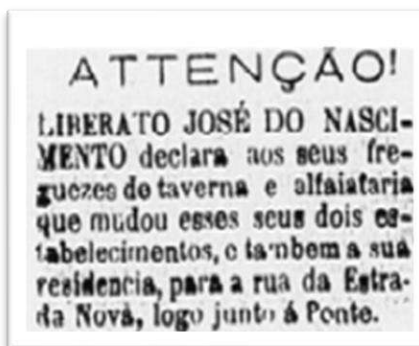 ATTENÇÃO!
LIBERATO JOSÉ DO NASCI-
MENTO declara aos seus fre-
guezes de taverna e alfaiataria
que mudou esses seus dois es-
tabelecimentos, e tambem a sua
residencia, para a rua da Estra-
da Nova, logo junto á Ponte.